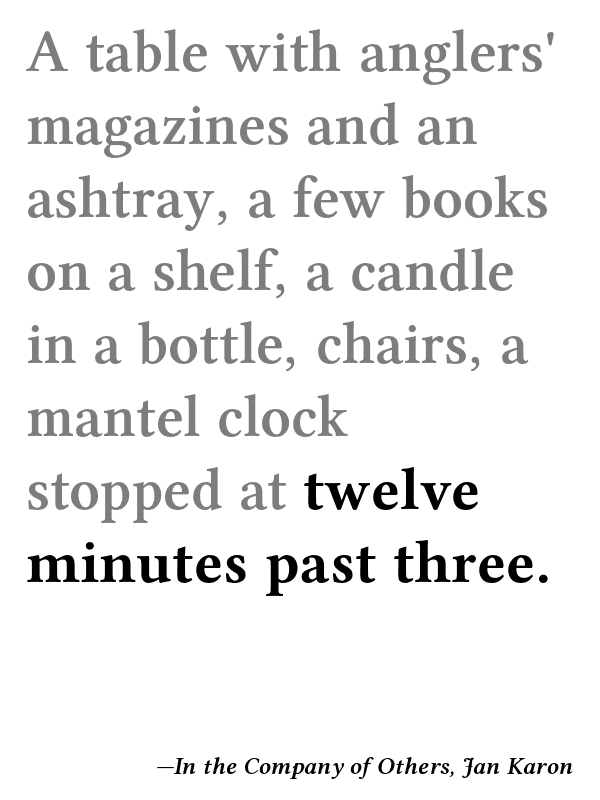 A table with anglers'
magazines and an
ashtray, a few books
on a shelf, a candle
in a bottle, chairs, a
mantel clock
stopped at twelve
minutes past three.
—In the Company of Others, Jan Karon